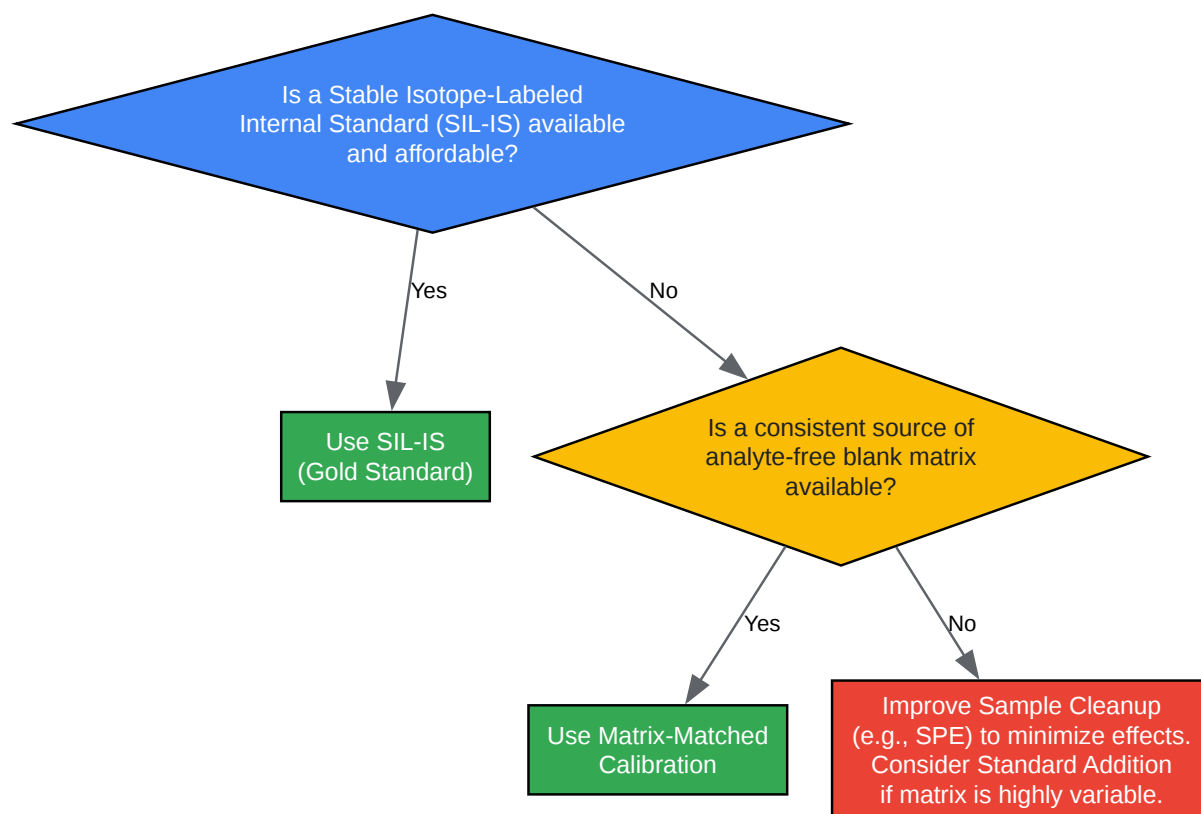 Is a Stable Isotope-Labeled
Internal Standard (SIL-IS) available
and affordable?
Yes
No
Use SIL-IS
(Gold Standard)
Is a consistent source of
analyte-free blank matrix
available?
Yes
No
Use Matrix-Matched
Calibration
Improve Sample Cleanup
(e.g., SPE) to minimize effects.
Consider Standard Addition
if matrix is highly variable.